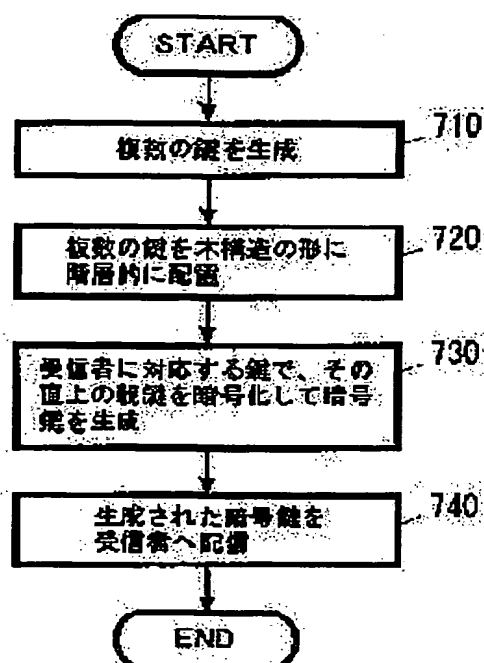 START
複数の鍵を生成
710
複数の鍵を木構造の形に
階層的に配置
720
受信者に対応する鍵で、その
直上の親鍵を暗号化して暗号
鍵を生成
730
生成された暗号鍵を
受信者へ配信
740
END